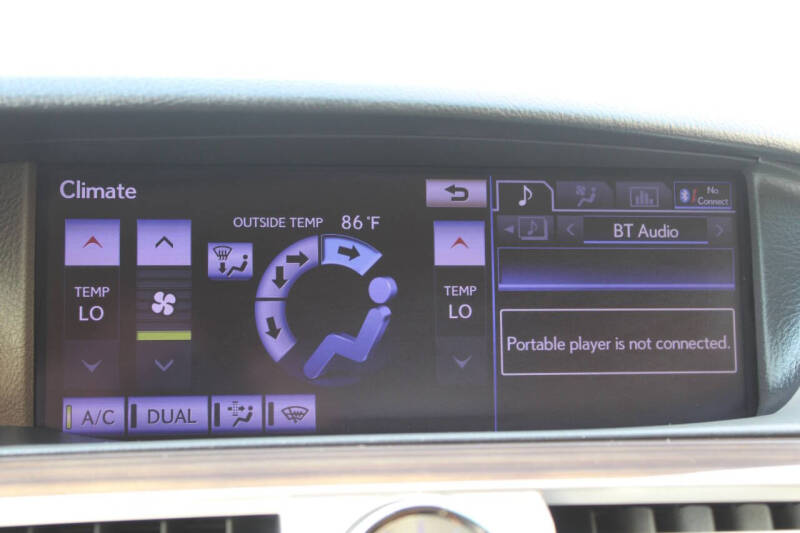 Climate
OUTSIDE TEMP 86°F
TEMP
LO
TEMP
LO
A/C
DUAL
No
Connect
BT Audio
Portable player is not connected.